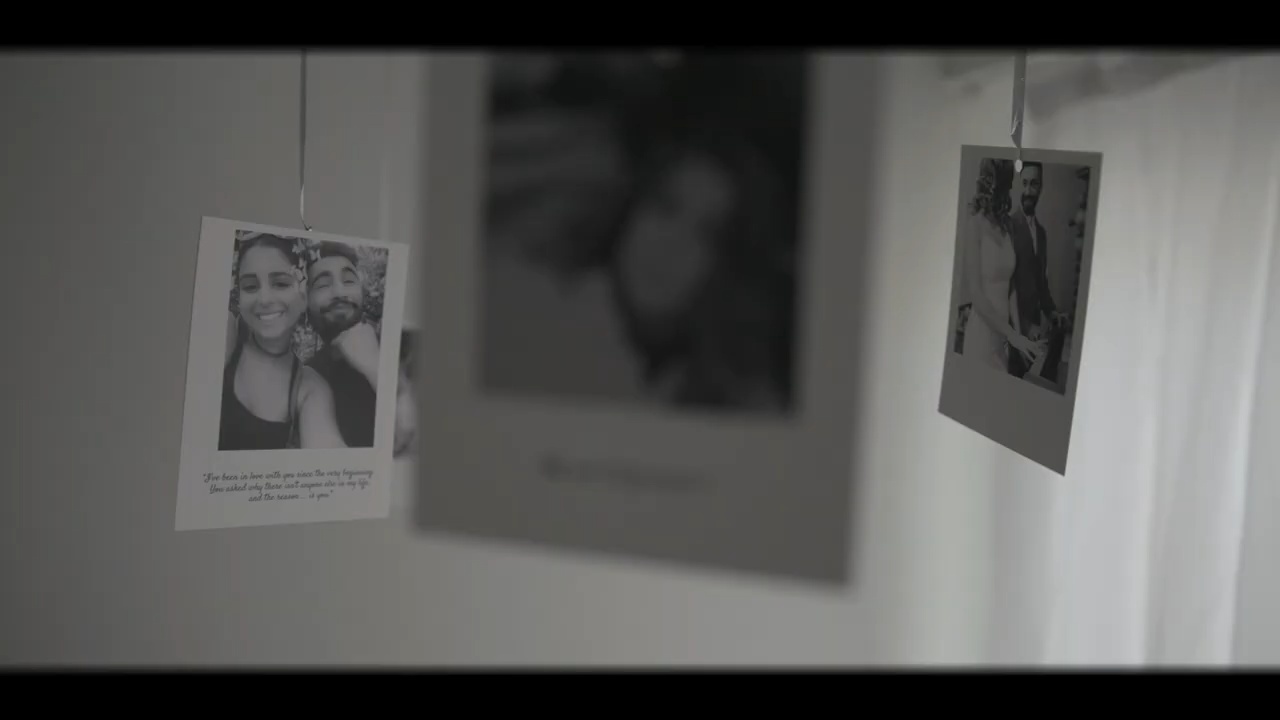 "I've been in love with you since the very beginning
You asked why there isn't anyone else in my life,
and the reason... is you."